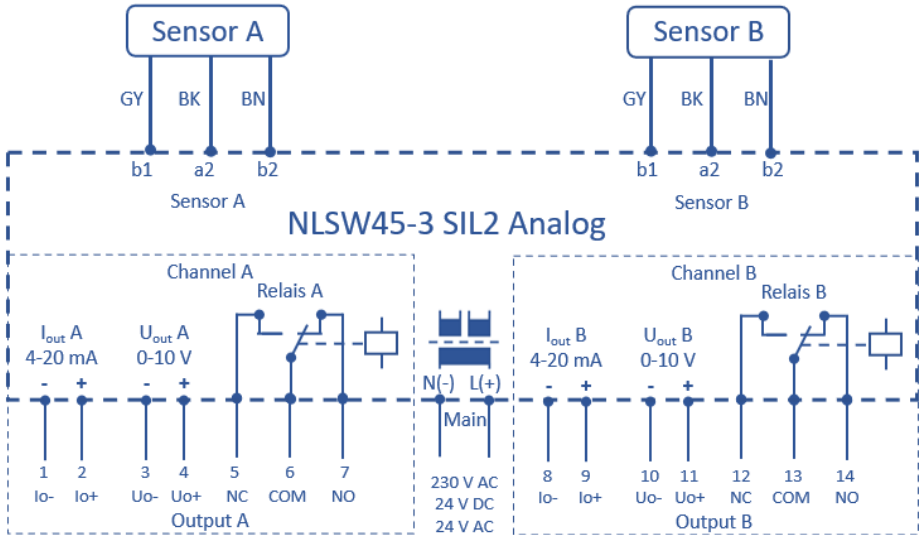 Sensor A
Sensor B
GY BK BN
GY BK BN
b1 a2 b2
b1 a2 b2
Sensor A
Sensor B
NLSW45-3 SIL2 Analog
Channel A
Channel B
Relais A
Relais B
Iout A
4-20 mA
- +
Uout A
0-10 V
- +
N(-) L(+)
Main
Iout B
4-20 mA
- +
Uout B
0-10 V
- +
1 2 3 4 5 6 7
Io- Io+ Uo- Uo+ NC COM NO
Output A
230 V AC
24 V DC
24 V AC
8 9 10 11 12 13 14
Io- Io+ Uo- Uo+ NC COM NO
Output B